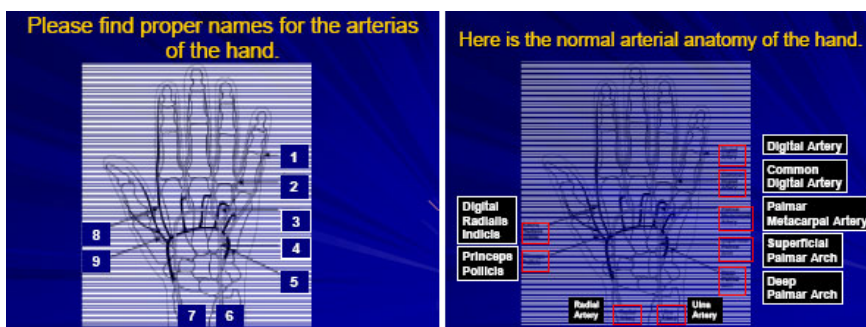 Please find proper names for the arterias
of the hand.
1
2
3
4
5
8
9
7
6
Here is the normal arterial anatomy of the hand.
Digital Artery
Common
Digital Artery
Palmar
Metacarpal Artery
Superficial
Palmar Arch
Deep
Palmar Arch
Digital
Radialis
Indicis
Princeps
Pollicis
Radial
Artery
Ulna
Artery